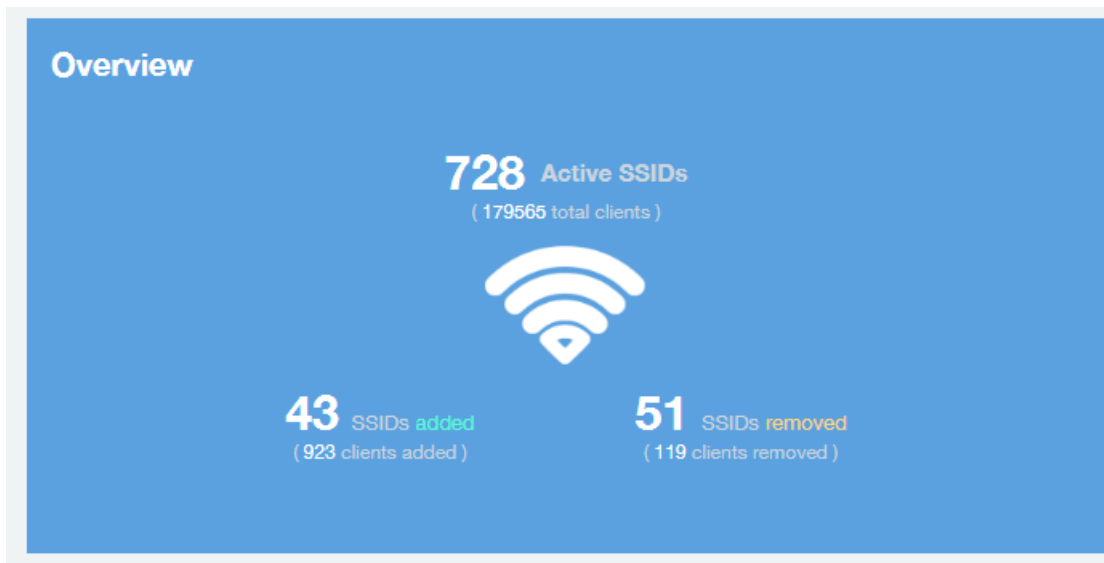 Overview
728 Active SSIDs
( 179565 total clients )
43 SSIDs added
( 923 clients added )
51 SSIDs removed
( 119 clients removed )